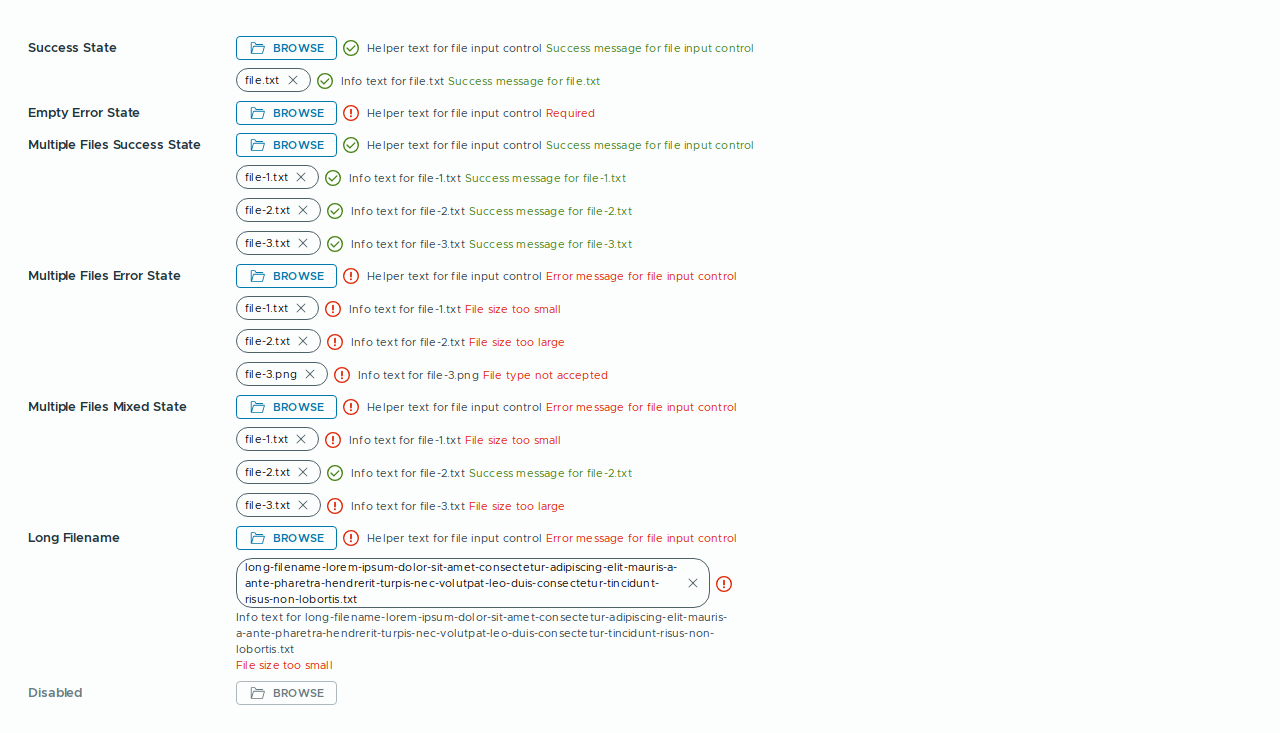 Success State BROWSE Helper text for file input control Success message for file input control
file.txt Info text for file.txt Success message for file.txt
Empty Error State BROWSE Helper text for file input control Required
Multiple Files Success State BROWSE Helper text for file input control Success message for file input control
file-1.txt Info text for file-1.txt Success message for file-1.txt
file-2.txt Info text for file-2.txt Success message for file-2.txt
file-3.txt Info text for file-3.txt Success message for file-3.txt
Multiple Files Error State BROWSE Helper text for file input control Error message for file input control
file-1.txt Info text for file-1.txt File size too small
file-2.txt Info text for file-2.txt File size too large
file-3.png Info text for file-3.png File type not accepted
Multiple Files Mixed State BROWSE Helper text for file input control Error message for file input control
file-1.txt Info text for file-1.txt File size too small
file-2.txt Info text for file-2.txt Success message for file-2.txt
file-3.txt Info text for file-3.txt File size too large
Long Filename BROWSE Helper text for file input control Error message for file input control
long-filename-lorem-ipsum-dolor-sit-amet-consectetur-adipiscing-elit-mauris-a-
ante-pharetra-hendrerit-turpis-nec-volutpat-leo-duis-consectetur-tincidunt-
risus-non-lobortis.txt
Info text for long-filename-lorem-ipsum-dolor-sit-amet-consectetur-adipiscing-elit-mauris-
a-ante-pharetra-hendrerit-turpis-nec-volutpat-leo-duis-consectetur-tincidunt-risus-non-
lobortis.txt
File size too small
Disabled BROWSE